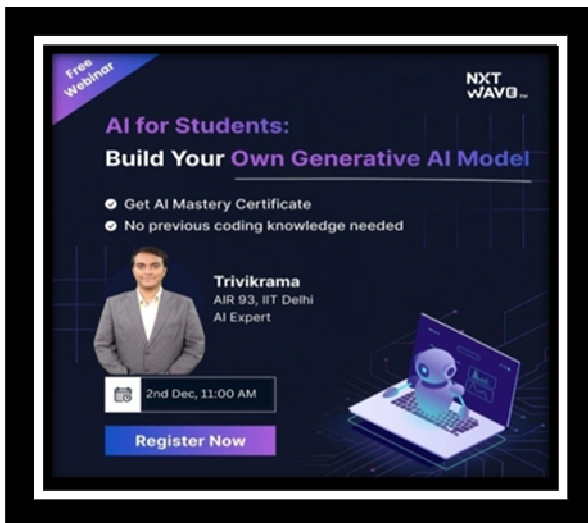 Free
Webinar
NXT
WAVE™
AI for Students:
Build Your Own Generative AI Model
Get AI Mastery Certificate
No previous coding knowledge needed
Trivikrama
AIR 93, IIT Delhi
AI Expert
2nd Dec, 11:00 AM
Register Now